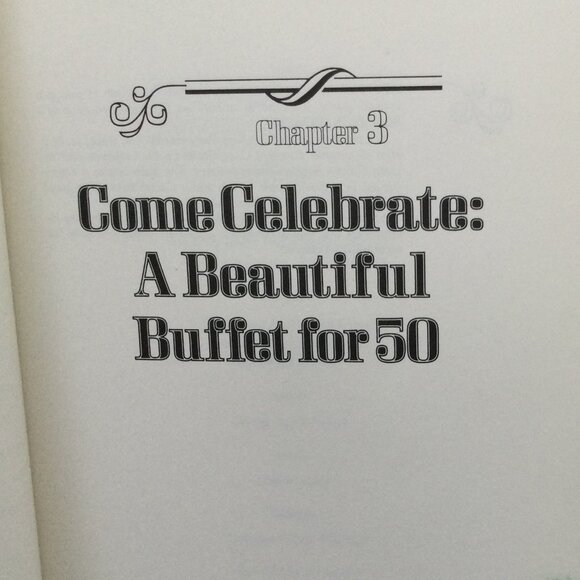 Chapter 3
Come Celebrate:
A Beautiful
Buffet for 50